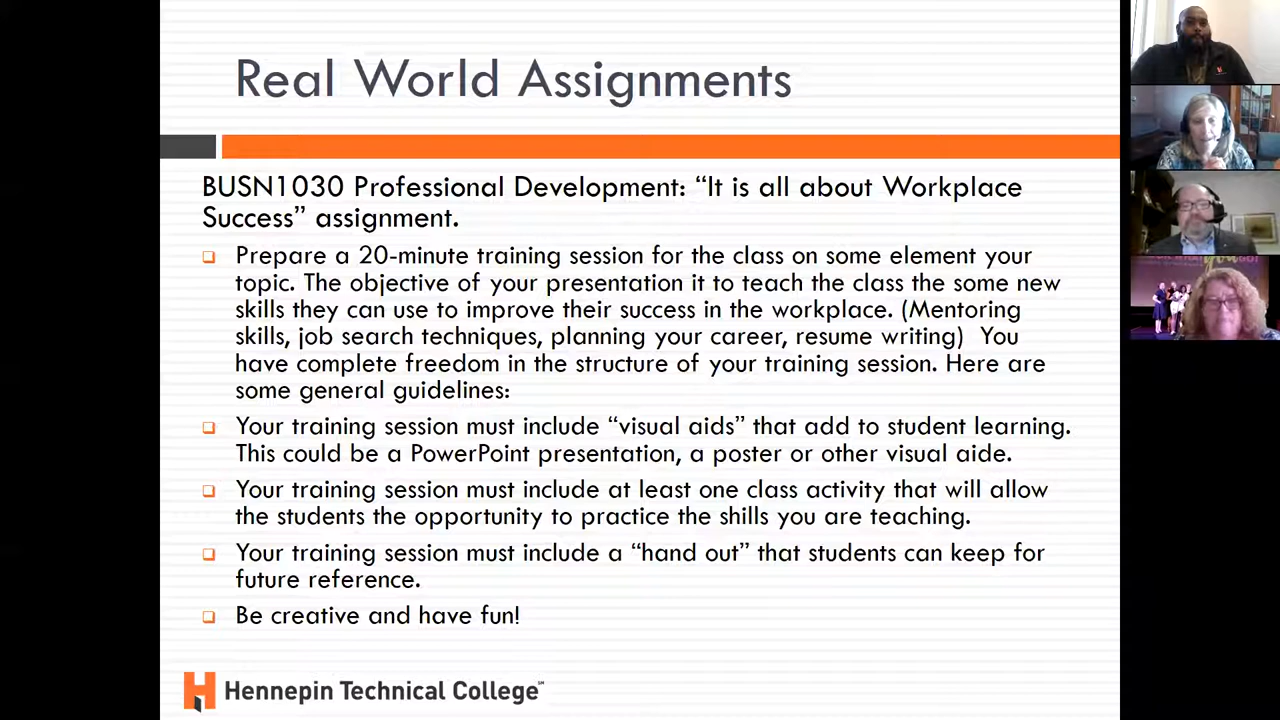 Real World Assignments
BUSN1030 Professional Development: “It is all about Workplace
Success” assignment.
Prepare a 20-minute training session for the class on some element your
topic. The objective of your presentation it to teach the class the some new
skills they can use to improve their success in the workplace. (Mentoring
skills, job search techniques, planning your career, resume writing) You
have complete freedom in the structure of your training session. Here are
some general guidelines:
Your training session must include “visual aids” that add to student learning.
This could be a PowerPoint presentation, a poster or other visual aide.
Your training session must include at least one class activity that will allow
the students the opportunity to practice the shills you are teaching.
Your training session must include a “hand out” that students can keep for
future reference.
Be creative and have fun!
Hennepin Technical College℠